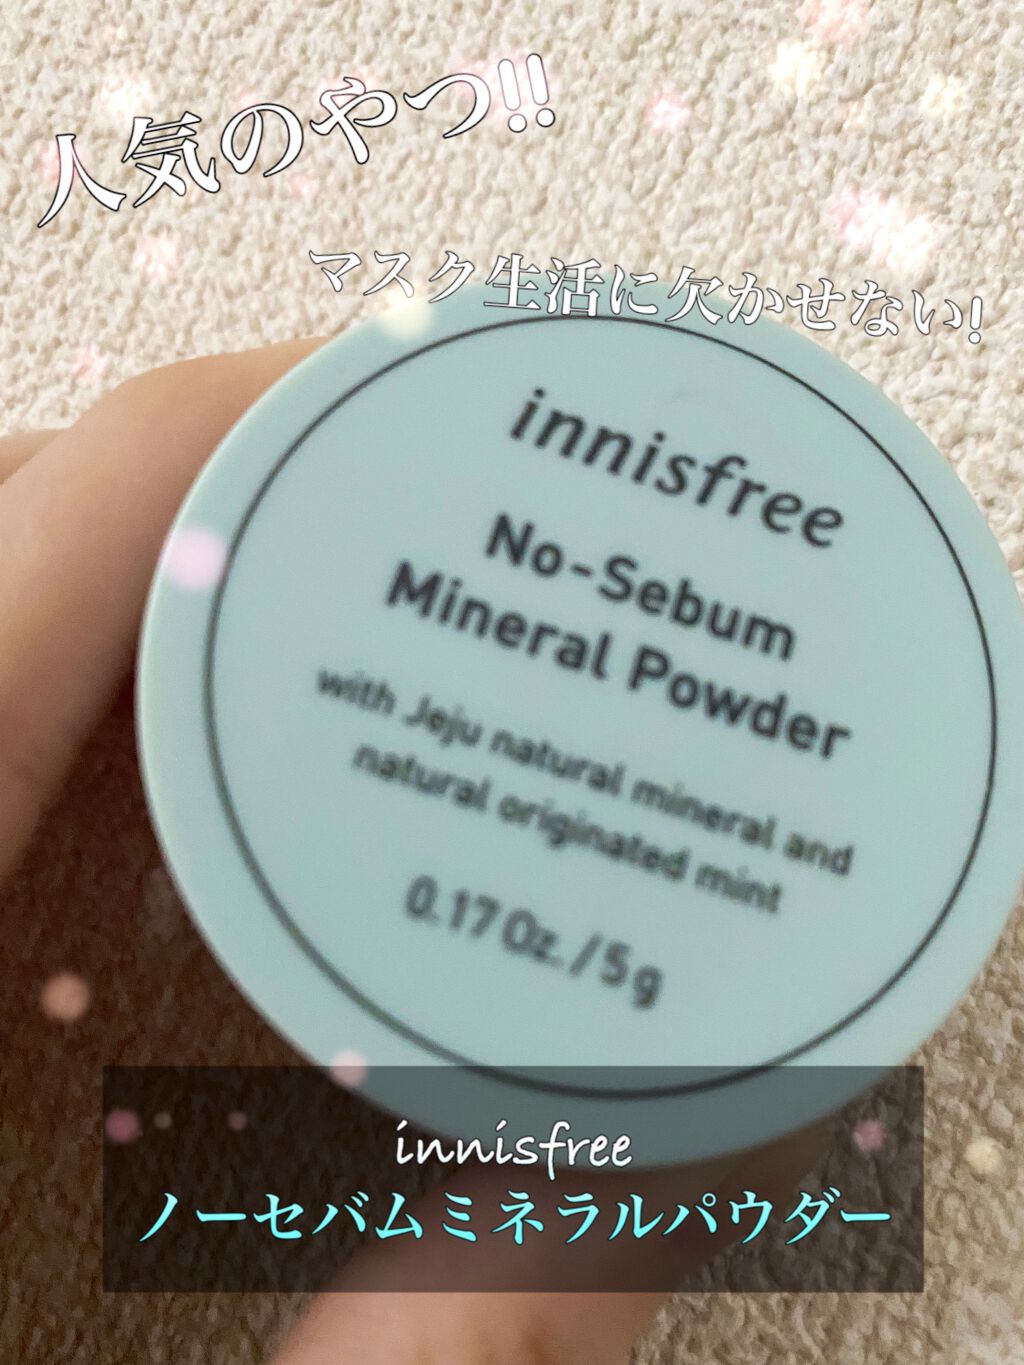 人気のやつ!!
マスク生活に欠かせない!
innisfree
No-Sebum
Mineral Powder
with Jeju natural mineral and
natural originated mint
0.17 Oz. / 5 g
innisfree
ノーセバムミネラルパウダー